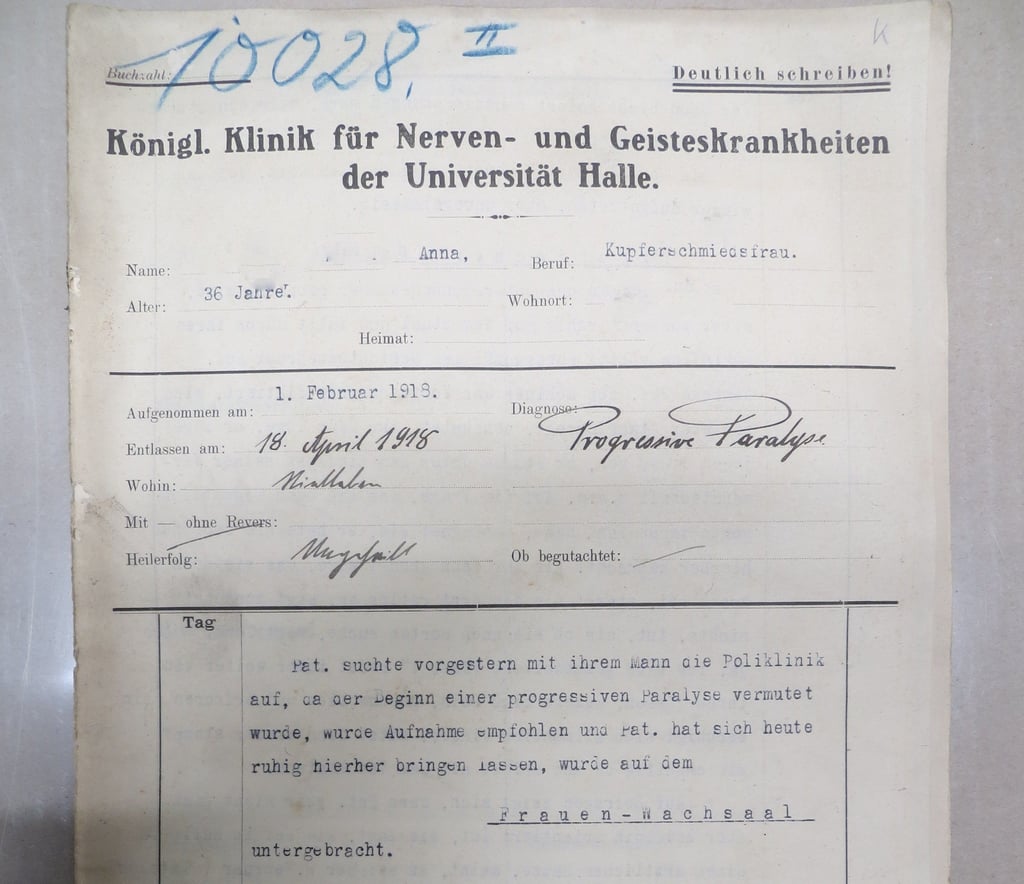 10028. II
K
Buchzahl:
Deutlich schreiben!
Königl. Klinik für Nerven- und Geisteskrankheiten
der Universität Halle.
Name: Anna, Beruf: Kupferschmiedsfrau.
Alter: 36 Jahre. Wohnort:
Heimat:
Aufgenommen am: 1. Februar 1918. Diagnose: Progressive Paralyse
Entlassen am: 18. April 1918
Wohin: Nietleben
Mit — ohne Revers:
Heilerfolg: Ungeheilt Ob begutachtet:
Tag
Pat. suchte vorgestern mit ihrem Mann die Poliklinik
auf, da der Beginn einer progressiven Paralyse vermutet
wurde, wurde Aufnahme empfohlen und Pat. hat sich heute
ruhig hierher bringen lassen, wurde auf dem
Frauen-Wachsaal
untergebracht.